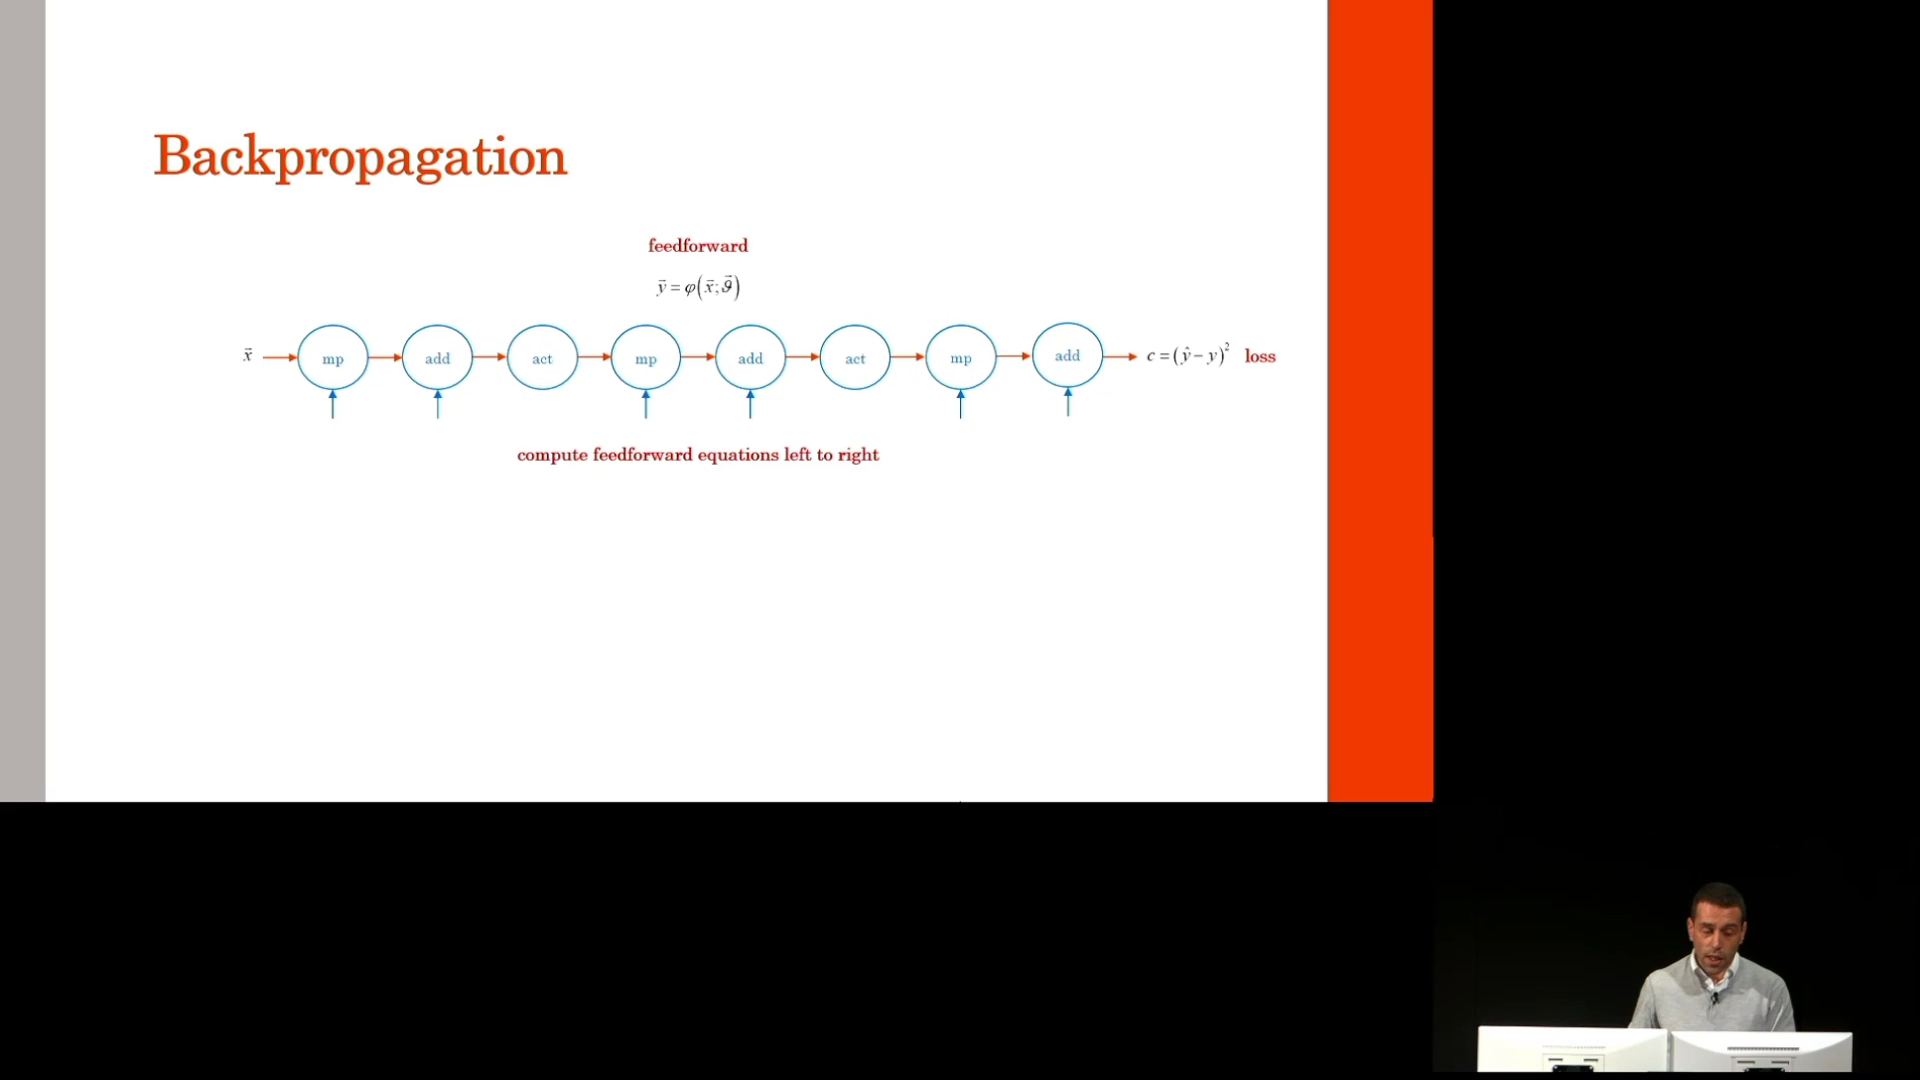 Backpropagation
feedforward
ȳ = φ(x̄; ϑ̄)
x̄ mp add act mp add act mp add c = (ŷ − y)² loss
compute feedforward equations left to right